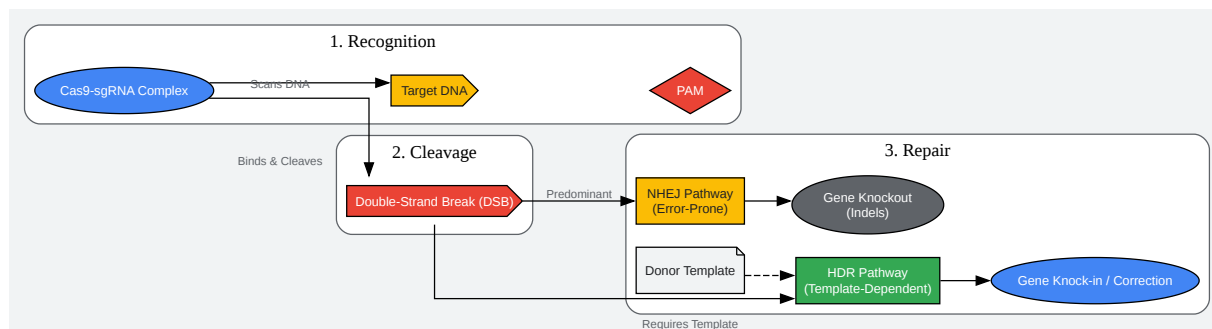 1. Recognition
Cas9-sgRNA Complex
Scans DNA
Target DNA
PAM
Binds & Cleaves
2. Cleavage
Double-Strand Break (DSB)
Predominant
3. Repair
NHEJ Pathway
(Error-Prone)
Gene Knockout
(Indels)
Donor Template
HDR Pathway
(Template-Dependent)
Gene Knock-in / Correction
Requires Template